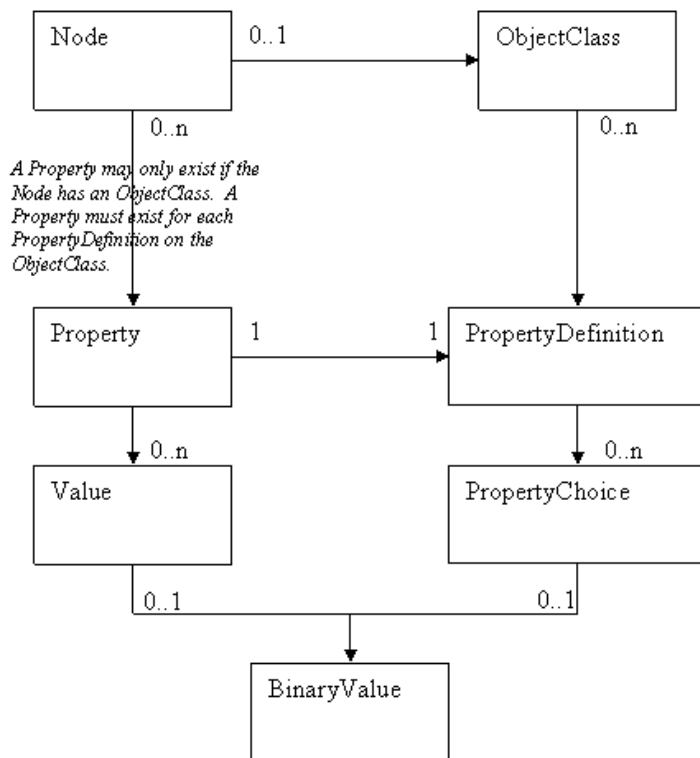 Node
0..1
ObjectClass
0..n
0..n
A Property may only exist if the
Node has an ObjectClass.  A
Property must exist for each
PropertyDefinition on the
ObjectClass.
Property
1
1
PropertyDefinition
0..n
0..n
Value
PropertyChoice
0..1
0..1
BinaryValue